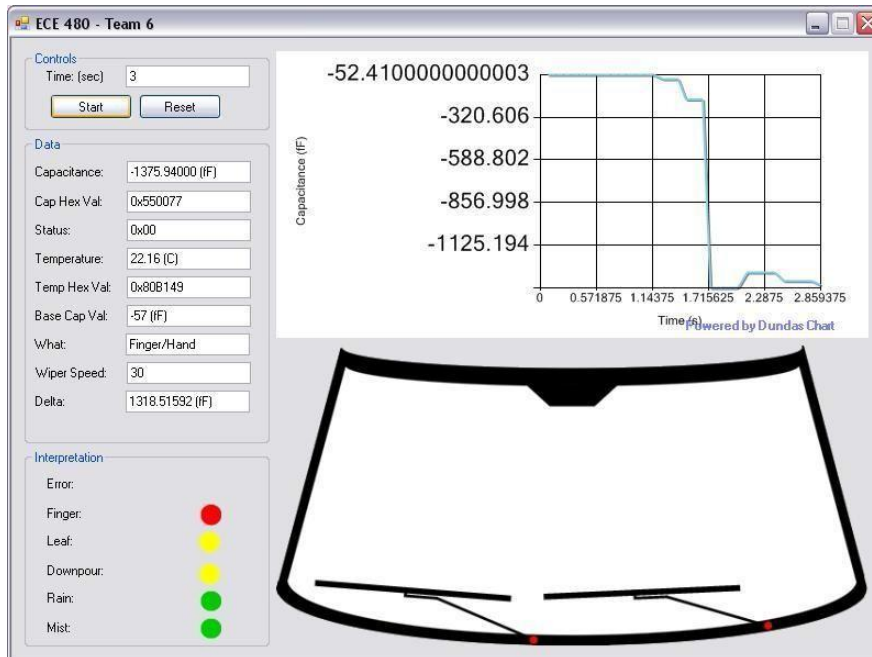 ECE 480 - Team 6
Controls
Time: (sec) 3
Start Reset
Data
Capacitance: -1375.94000 (fF)
Cap Hex Val: 0x550077
Status: 0x00
Temperature: 22.16 (C)
Temp Hex Val: 0x80B149
Base Cap Val: -57 (fF)
What: Finger/Hand
Wiper Speed: 30
Delta: 1318.51592 (fF)
Interpretation
Error:
Finger:
Leaf:
Downpour:
Rain:
Mist:
Capacitance (fF)
-52.4100000000003
-320.606
-588.802
-856.998
-1125.194
0 0.571875 1.14375 1.715625 2.2875 2.859375
Time (s)
Powered by Dundas Chart